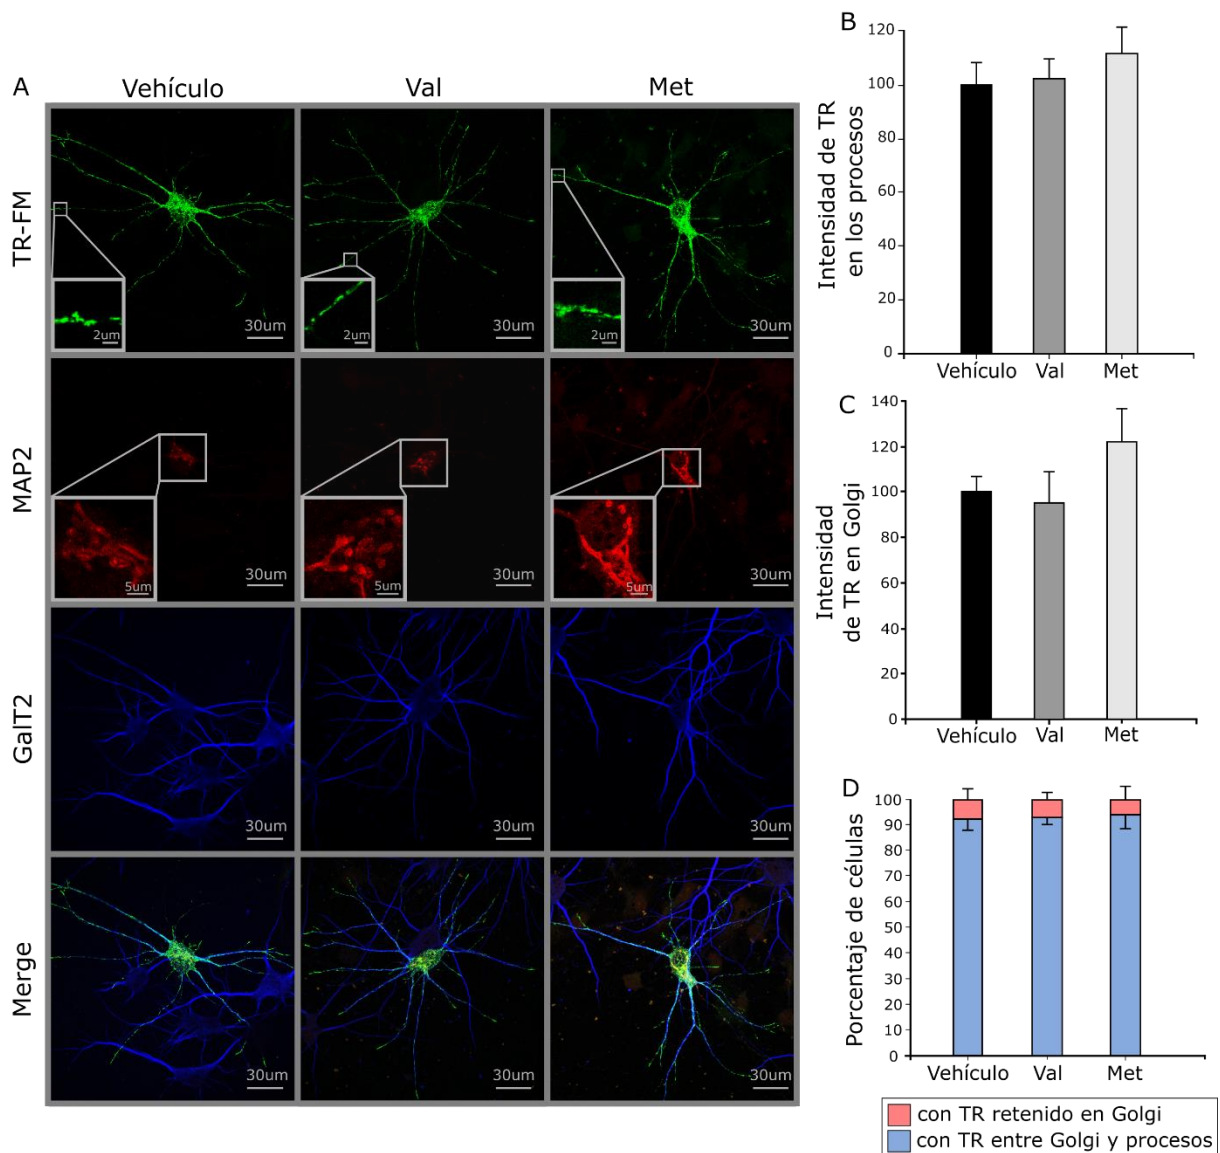 A
Vehículo
Val
Met
TR-FM
2um
30um
2um
30um
2um
30um
MAP2
5um
30um
5um
30um
5um
30um
GalT2
30um
30um
30um
Merge
30um
30um
30um
B
Intensidad de TR
en los procesos
120
100
80
60
40
20
0
Vehículo
Val
Met
C
Intensidad
de TR en Golgi
140
120
100
80
60
40
20
0
Vehículo
Val
Met
D
Porcentaje de células
100
90
80
70
60
50
40
30
20
10
0
Vehículo
Val
Met
con TR retenido en Golgi
con TR entre Golgi y procesos